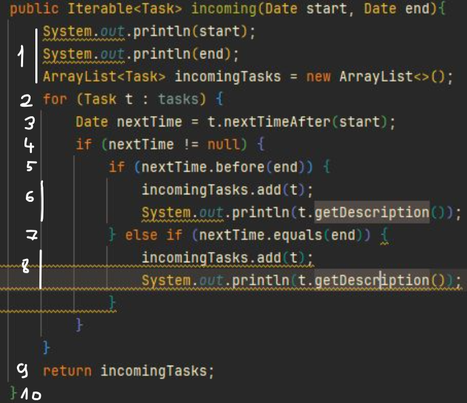 public Iterable<Task> incoming(Date start, Date end){
System.out.println(start);
1 System.out.println(end);
ArrayList<Task> incomingTasks = new ArrayList<>();
2 for (Task t : tasks) {
3 Date nextTime = t.nextTimeAfter(start);
4 if (nextTime != null) {
5 if (nextTime.before(end)) {
6 incomingTasks.add(t);
System.out.println(t.getDescription());
7 } else if (nextTime.equals(end)) {
8 incomingTasks.add(t);
System.out.println(t.getDescription());
}
}
}
9 return incomingTasks;
}10